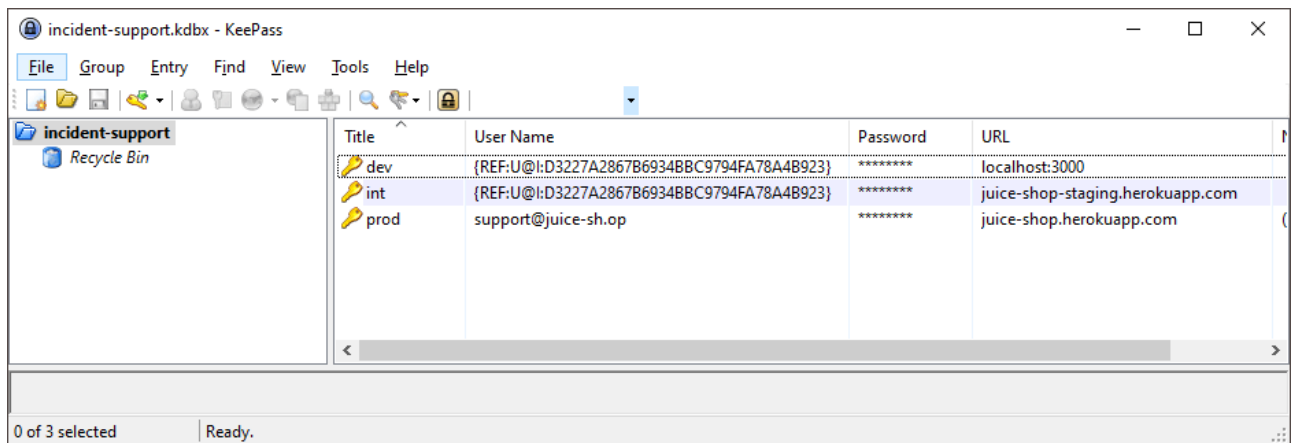 incident-support.kdbx - KeePass
File Group Entry Find View Tools Help
incident-support
Recycle Bin
Title User Name Password URL N
dev {REF:U@I:D3227A2867B6934BBC9794FA78A4B923} ******** localhost:3000
int {REF:U@I:D3227A2867B6934BBC9794FA78A4B923} ******** juice-shop-staging.herokuapp.com
prod support@juice-sh.op ******** juice-shop.herokuapp.com (
0 of 3 selected Ready.